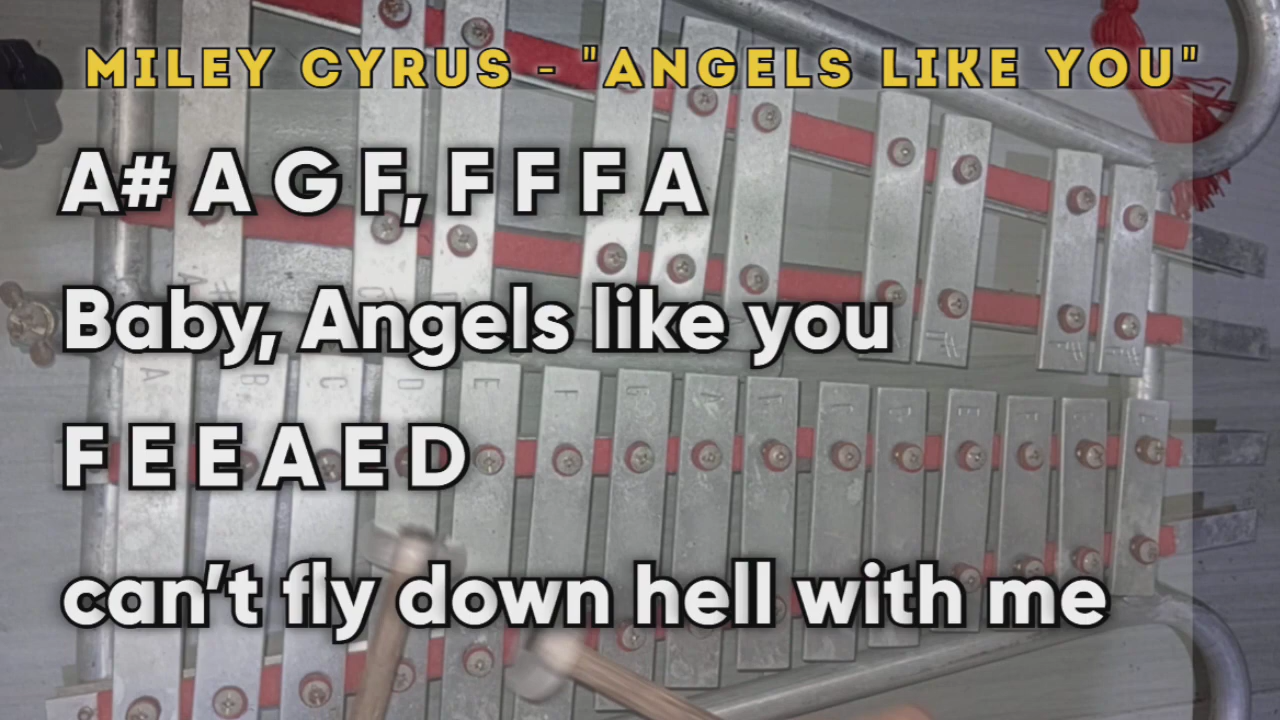 MILEY CYRUS - "ANGELS LIKE YOU"
A# A G F, F F F A
Baby, Angels like you
F E E A E D
can't fly down hell with me
A B C D E F G